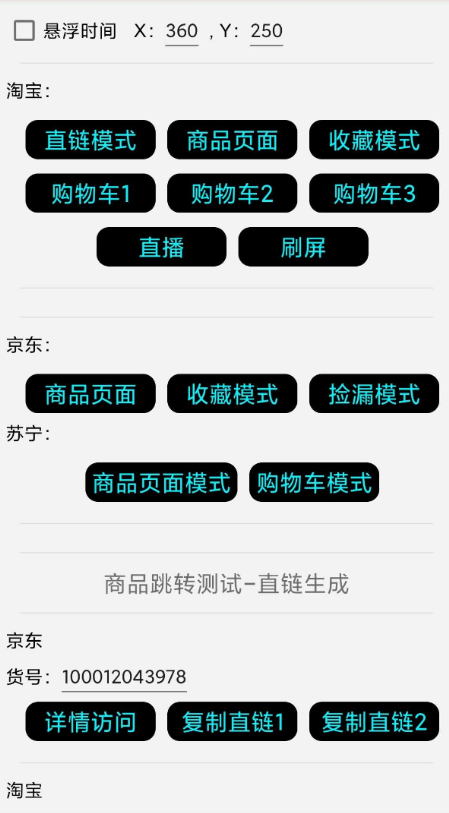 悬浮时间 X：360 ，Y：250
淘宝：
直链模式 商品页面 收藏模式
购物车1 购物车2 购物车3
直播 刷屏
京东：
商品页面 收藏模式 捡漏模式
苏宁：
商品页面模式 购物车模式
商品跳转测试-直链生成
京东
货号：100012043978
详情访问 复制直链1 复制直链2
淘宝